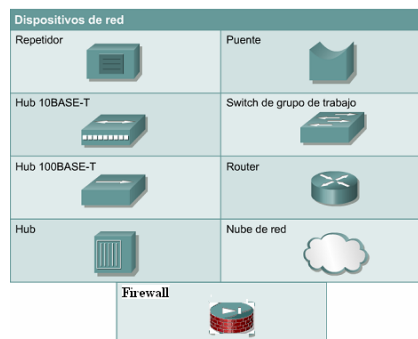 Dispositivos de red
Repetidor
Puente
Hub 10BASE-T
Switch de grupo de trabajo
Hub 100BASE-T
Router
Hub
Nube de red
Firewall